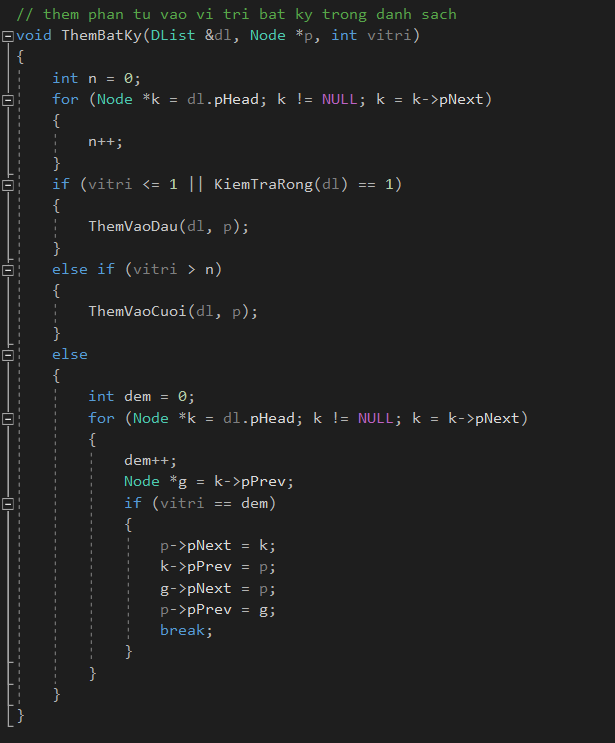 // them phan tu vao vi tri bat ky trong danh sach
void ThemBatKy(DList &dl, Node *p, int vitri)
{
    int n = 0;
    for (Node *k = dl.pHead; k != NULL; k = k->pNext)
    {
        n++;
    }
    if (vitri <= 1 || KiemTraRong(dl) == 1)
    {
        ThemVaoDau(dl, p);
    }
    else if (vitri > n)
    {
        ThemVaoCuoi(dl, p);
    }
    else
    {
        int dem = 0;
        for (Node *k = dl.pHead; k != NULL; k = k->pNext)
        {
            dem++;
            Node *g = k->pPrev;
            if (vitri == dem)
            {
                p->pNext = k;
                k->pPrev = p;
                g->pNext = p;
                p->pPrev = g;
                break;
            }
        }
    }
}